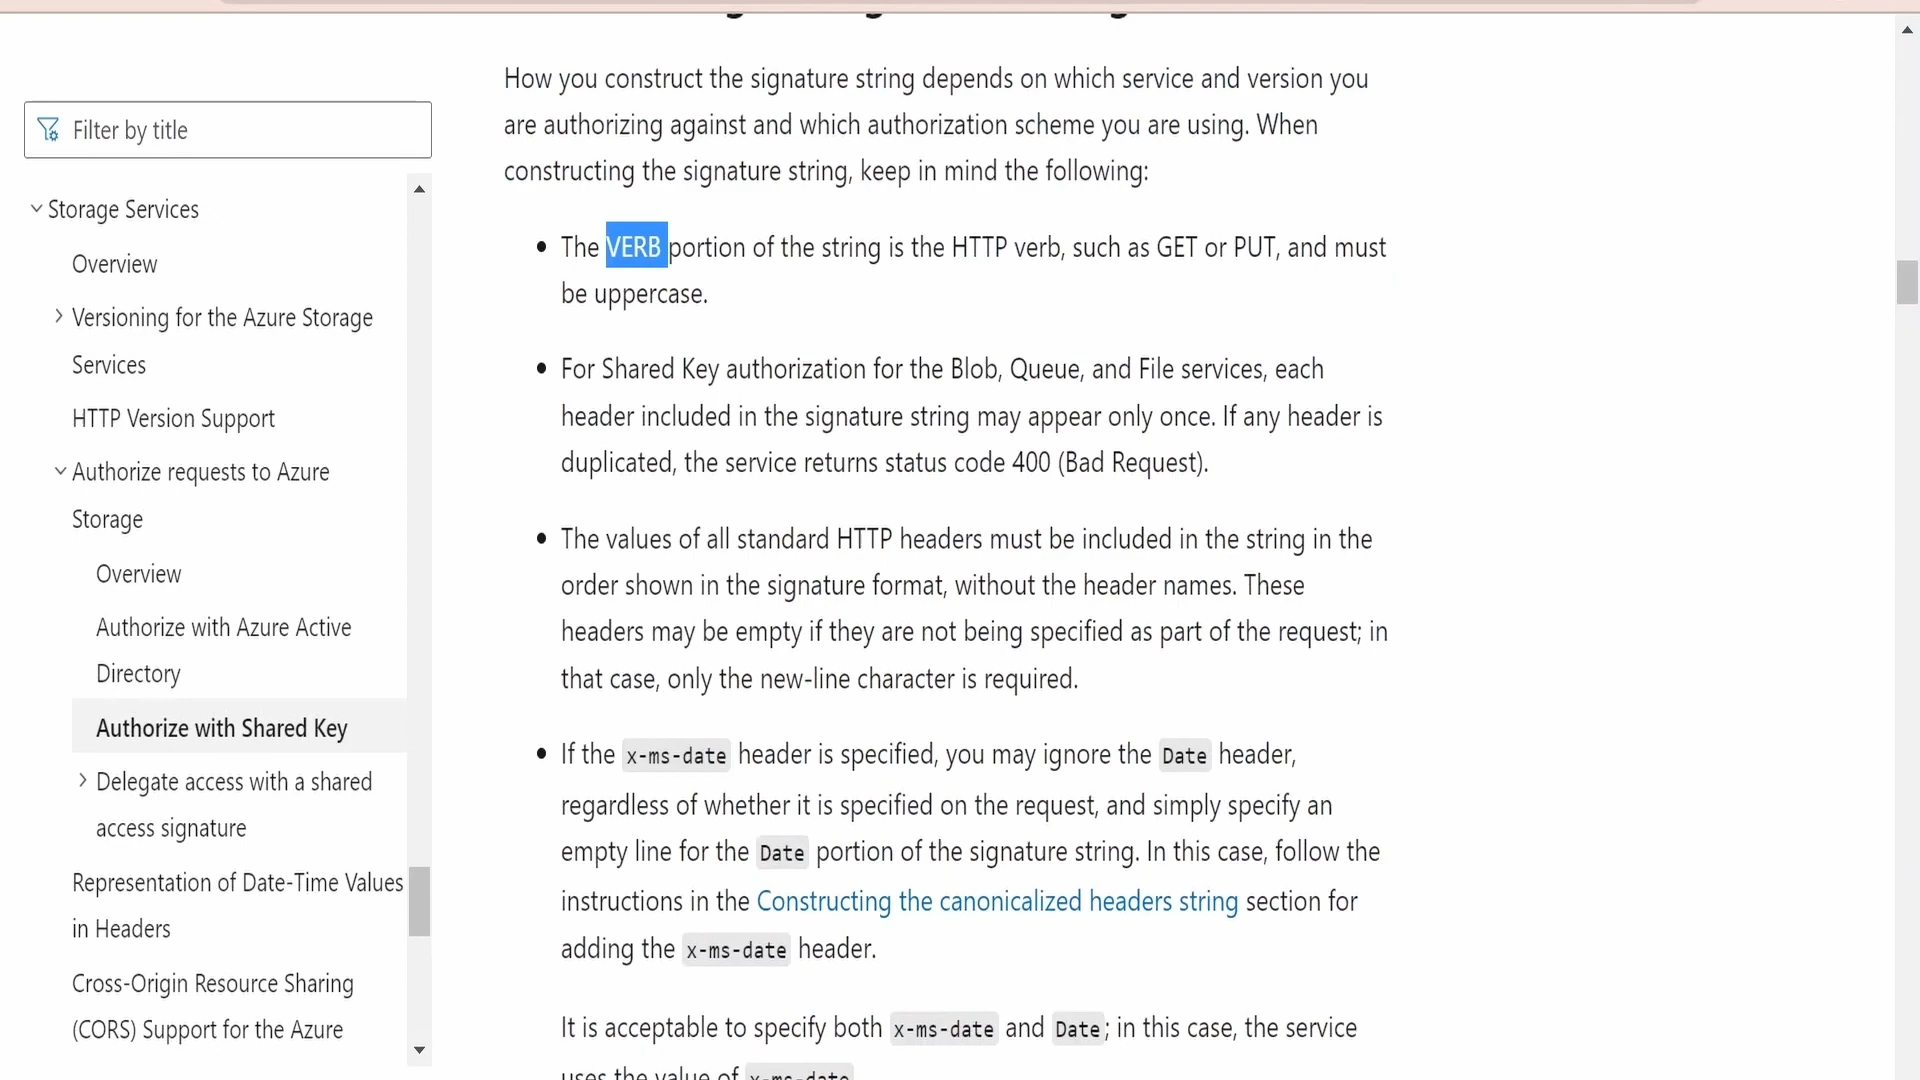 Filter by title
Storage Services
Overview
Versioning for the Azure Storage
Services
HTTP Version Support
Authorize requests to Azure
Storage
Overview
Authorize with Azure Active
Directory
Authorize with Shared Key
Delegate access with a shared
access signature
Representation of Date-Time Values
in Headers
Cross-Origin Resource Sharing
(CORS) Support for the Azure
How you construct the signature string depends on which service and version you
are authorizing against and which authorization scheme you are using. When
constructing the signature string, keep in mind the following:
• The VERB portion of the string is the HTTP verb, such as GET or PUT, and must
be uppercase.
• For Shared Key authorization for the Blob, Queue, and File services, each
header included in the signature string may appear only once. If any header is
duplicated, the service returns status code 400 (Bad Request).
• The values of all standard HTTP headers must be included in the string in the
order shown in the signature format, without the header names. These
headers may be empty if they are not being specified as part of the request; in
that case, only the new-line character is required.
• If the x-ms-date header is specified, you may ignore the Date header,
regardless of whether it is specified on the request, and simply specify an
empty line for the Date portion of the signature string. In this case, follow the
instructions in the Constructing the canonicalized headers string section for
adding the x-ms-date header.
It is acceptable to specify both x-ms-date and Date; in this case, the service
uses the value of x-ms-date